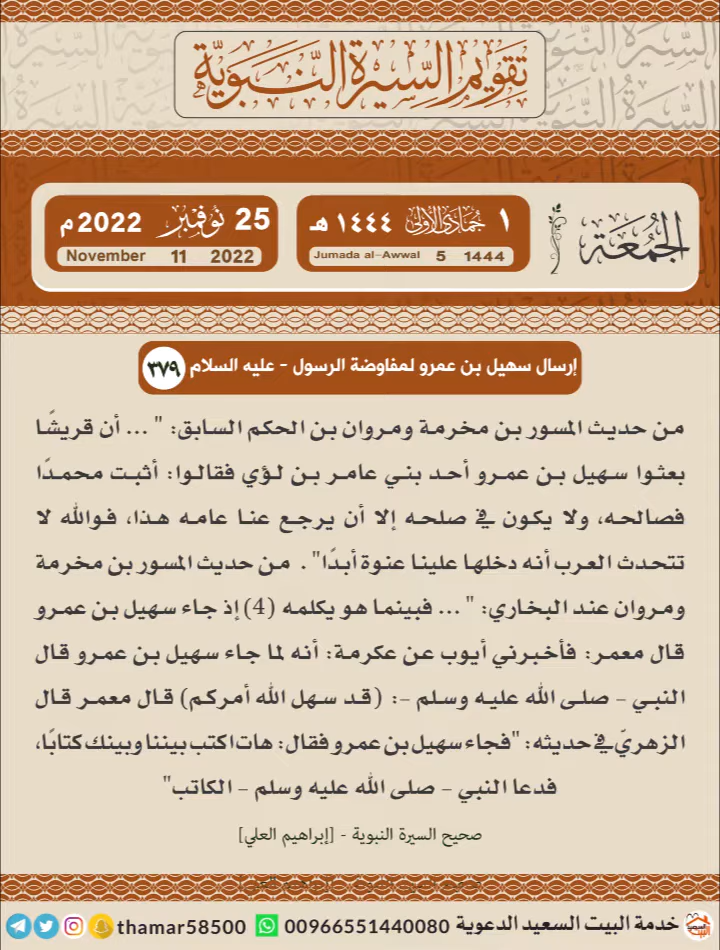 تقويم السيرة النبوية
الجمعة
١ جمادى الأولى ١٤٤٤ هـ
Jumada al-Awwal 5 1444
25 نوفمبر 2022 م
November 11 2022
إرسال سهيل بن عمرو لمفاوضة الرسول - عليه السلام ٣٧٩
من حديث المسور بن مخرمة ومروان بن الحكم السابق: " ... أن قريشًا
بعثوا سهيل بن عمرو أحد بني عامر بن لؤي فقالوا: أثبت محمدًا
فصالحه، ولا يكون في صلحه إلا أن يرجع عنا عامه هذا، فوالله لا
تتحدث العرب أنه دخلها علينا عنوة أبدًا" . من حديث المسور بن مخرمة
ومروان عند البخاري: " ... فبينما هو يكلمه (4) إذ جاء سهيل بن عمرو
قال معمر: فأخبرني أيوب عن عكرمة: أنه لما جاء سهيل بن عمرو قال
النبي - صلى الله عليه وسلم -: (قد سهل الله أمركم) قال معمر قال
الزهريّ في حديثه: "فجاء سهيل بن عمرو فقال: هات اكتب بيننا وبينك كتابًا،
فدعا النبي - صلى الله عليه وسلم - الكاتب"
صحيح السيرة النبوية - [إبراهيم العلي]
خدمة البيت السعيد الدعوية 00966551440080 thamar58500